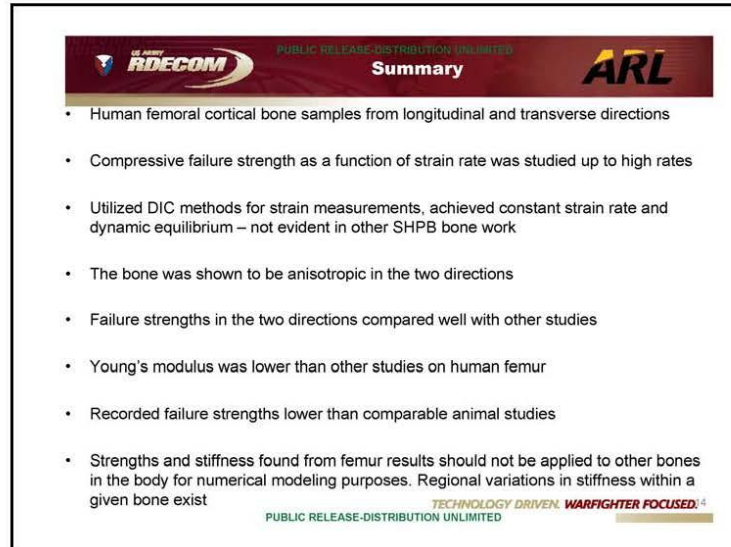 PUBLIC RELEASE-DISTRIBUTION UNLIMITED
US ARMY
RDECOM
Summary
ARL
• Human femoral cortical bone samples from longitudinal and transverse directions
• Compressive failure strength as a function of strain rate was studied up to high rates
• Utilized DIC methods for strain measurements, achieved constant strain rate and
dynamic equilibrium – not evident in other SHPB bone work
• The bone was shown to be anisotropic in the two directions
• Failure strengths in the two directions compared well with other studies
• Young's modulus was lower than other studies on human femur
• Recorded failure strengths lower than comparable animal studies
• Strengths and stiffness found from femur results should not be applied to other bones
in the body for numerical modeling purposes. Regional variations in stiffness within a
given bone exist
TECHNOLOGY DRIVEN. WARFIGHTER FOCUSED.
14
PUBLIC RELEASE-DISTRIBUTION UNLIMITED